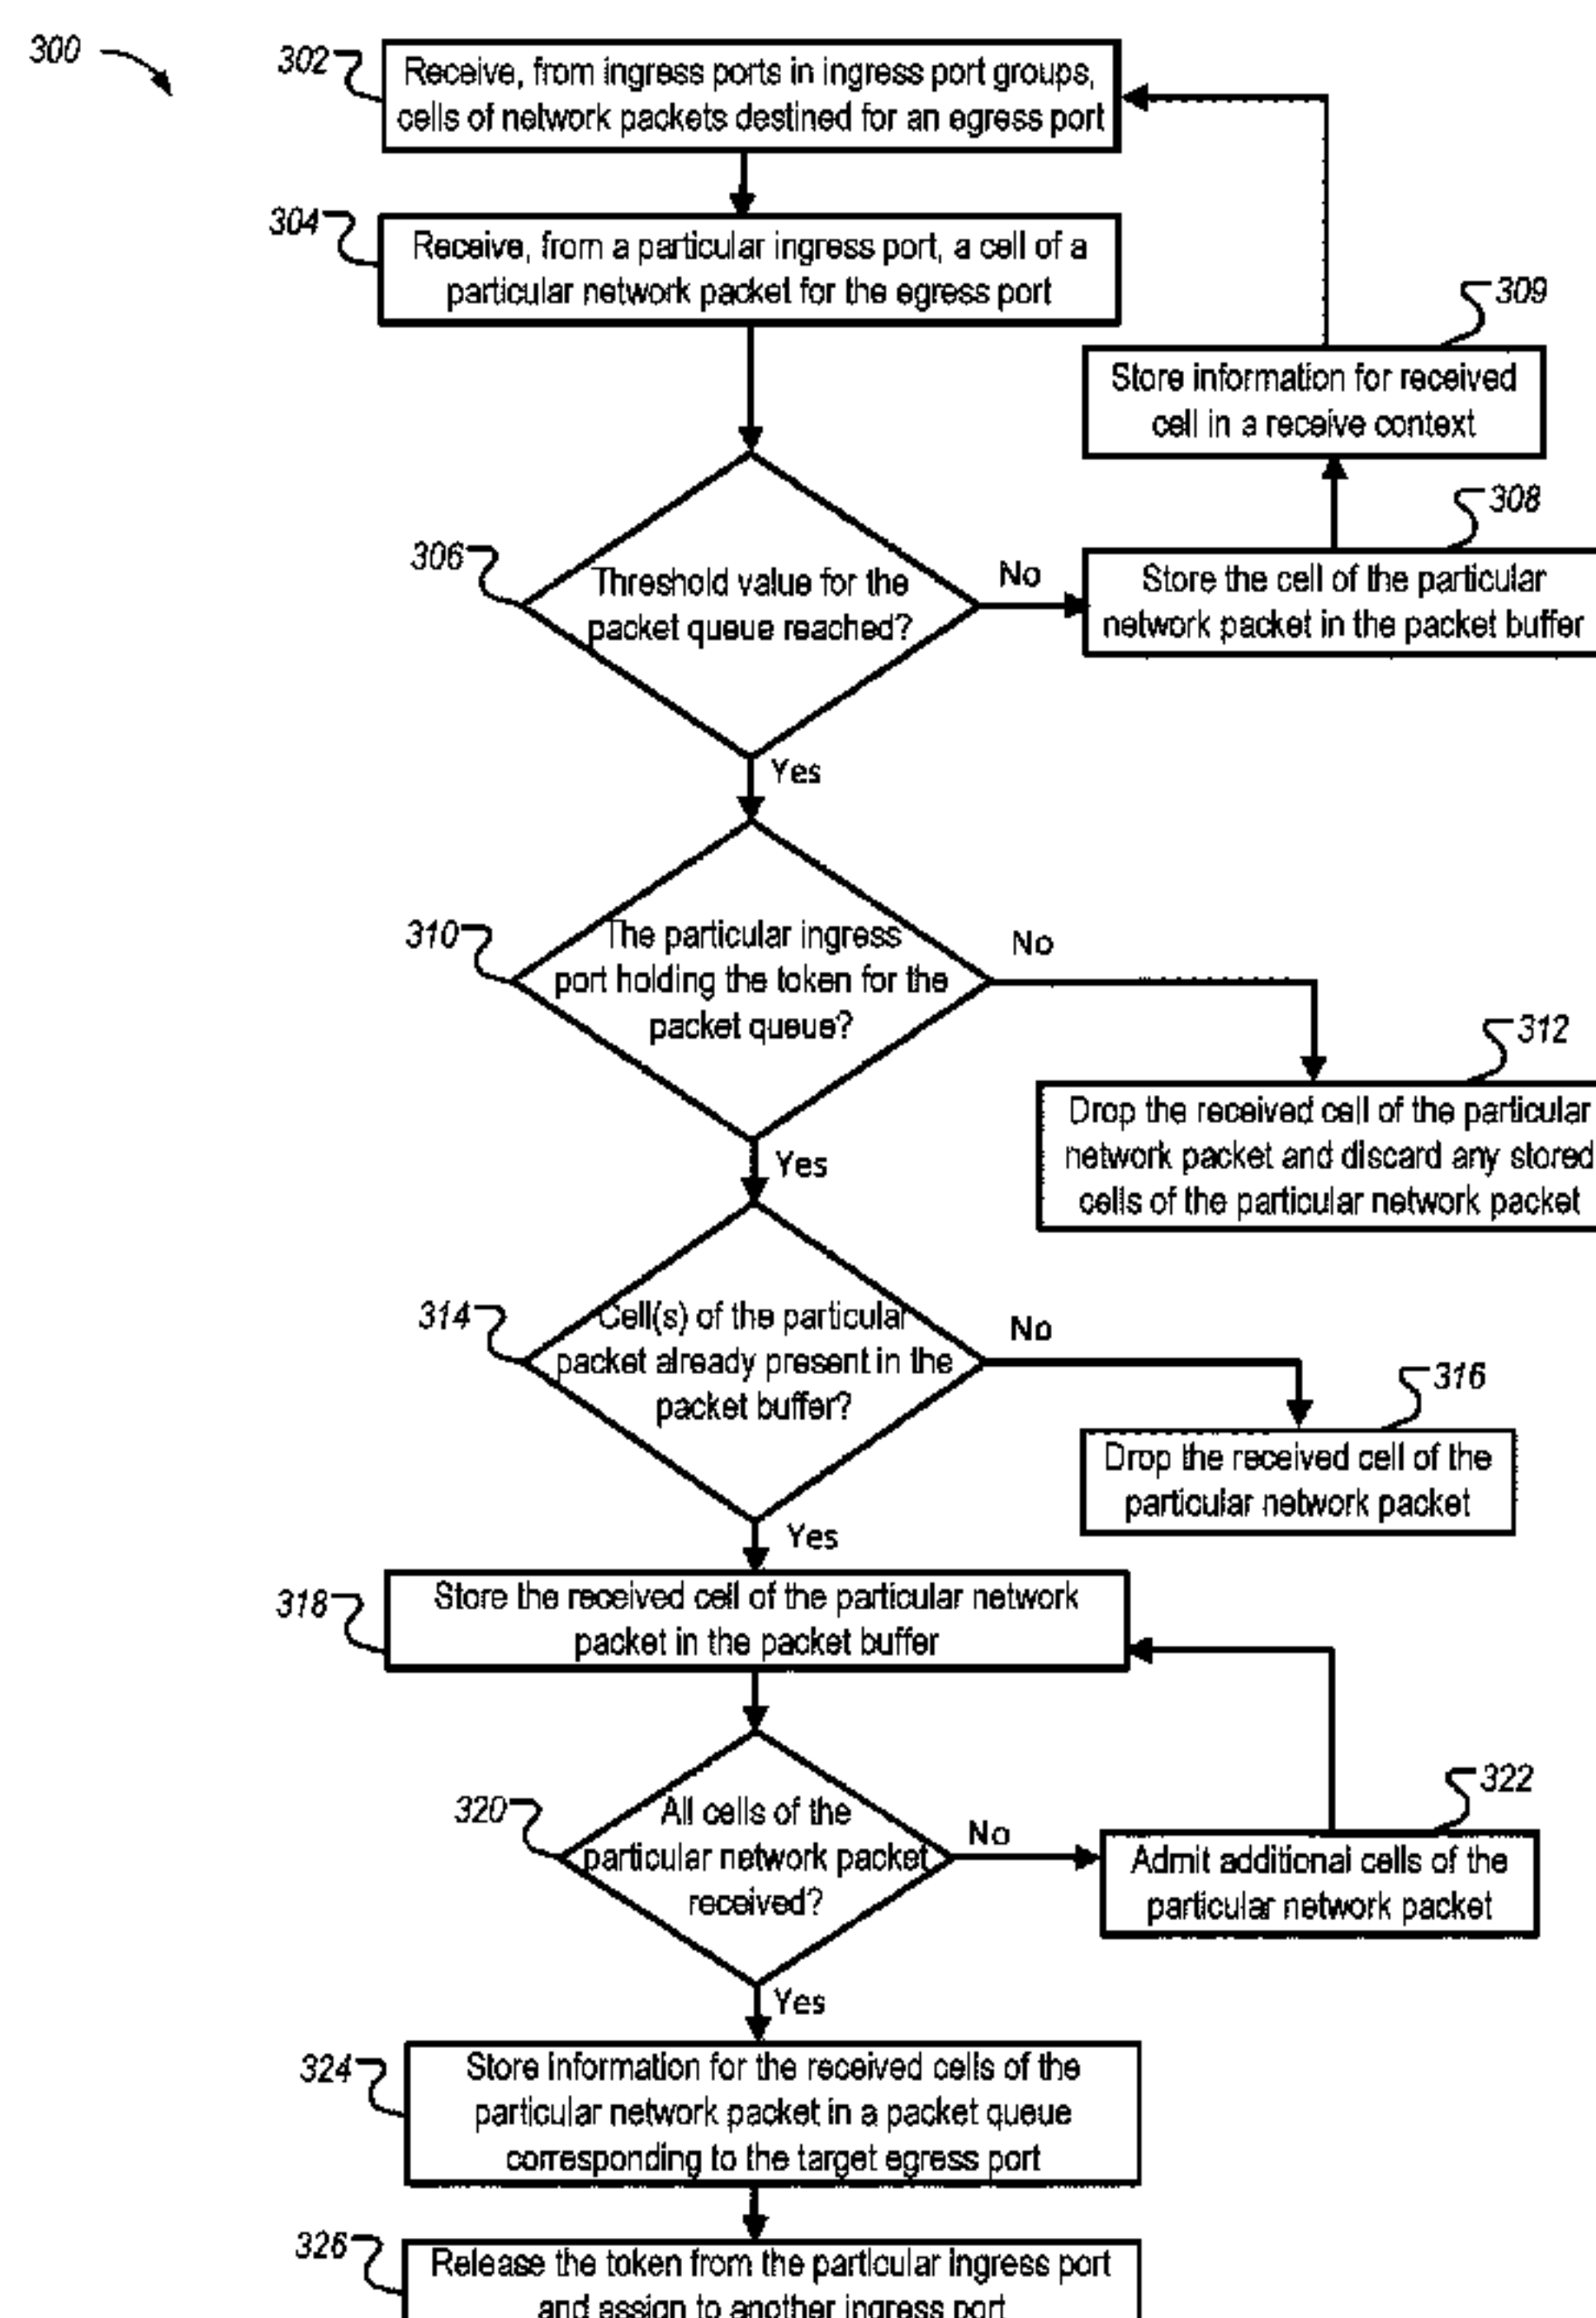 300
302
Receive, from ingress ports in ingress port groups,
cells of network packets destined for an egress port
304
Receive, from a particular ingress port, a cell of a
particular network packet for the egress port
309
Store information for received
cell in a receive context
308
Store the cell of the particular
network packet in the packet buffer
306
Threshold value for the
packet queue reached?
No
Yes
310
The particular ingress
port holding the token for the
packet queue?
No
312
Drop the received cell of the particular
network packet and discard any stored
cells of the particular network packet
Yes
314
Cell(s) of the particular
packet already present in the
packet buffer?
No
316
Drop the received cell of the
particular network packet
Yes
318
Store the received cell of the particular network
packet in the packet buffer
320
All cells of the
particular network packet
received?
No
322
Admit additional cells of the
particular network packet
Yes
324
Store information for the received cells of the
particular network packet in a packet queue
corresponding to the target egress port
326
Release the token from the particular ingress port
and assign to another ingress port